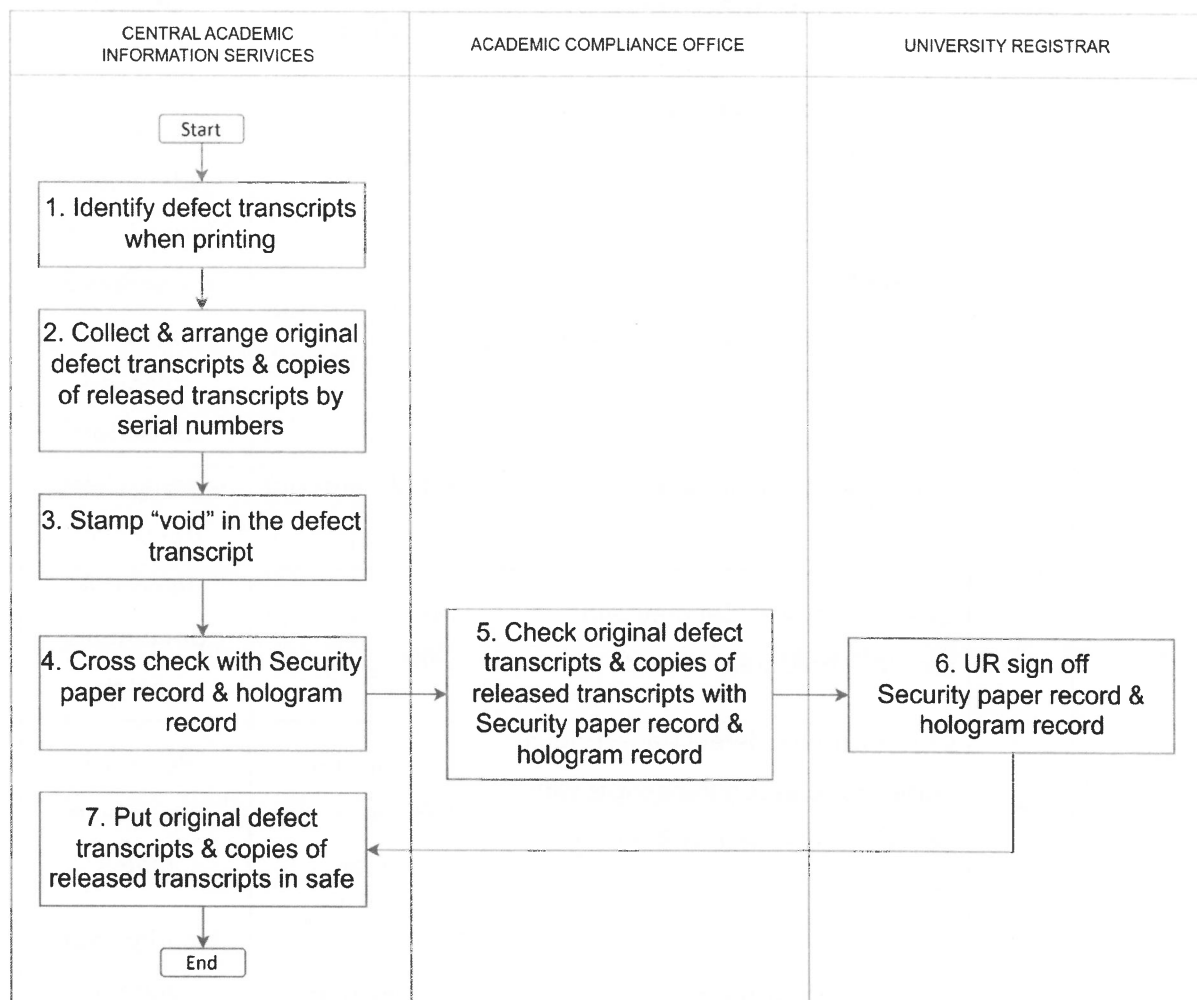 CENTRAL ACADEMIC
INFORMATION SERIVICES
ACADEMIC COMPLIANCE OFFICE
UNIVERSITY REGISTRAR
Start
1. Identify defect transcripts
when printing
2. Collect & arrange original
defect transcripts & copies
of released transcripts by
serial numbers
3. Stamp “void” in the defect
transcript
4. Cross check with Security
paper record & hologram
record
5. Check original defect
transcripts & copies of
released transcripts with
Security paper record &
hologram record
6. UR sign off
Security paper record &
hologram record
7. Put original defect
transcripts & copies of
released transcripts in safe
End